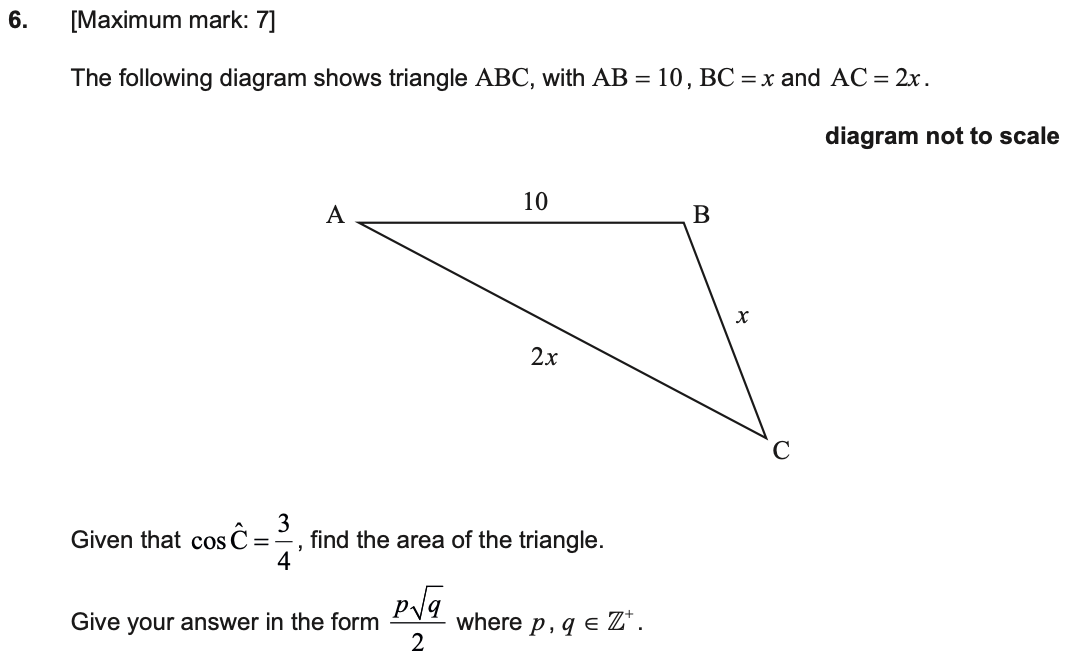 6. [Maximum mark: 7]
The following diagram shows triangle ABC, with AB = 10, BC = x and AC = 2x.
diagram not to scale
10
A
B
x
2x
C
Given that cos Ĉ = 3/4, find the area of the triangle.
Give your answer in the form p√q/2 where p, q ∈ ℤ⁺.